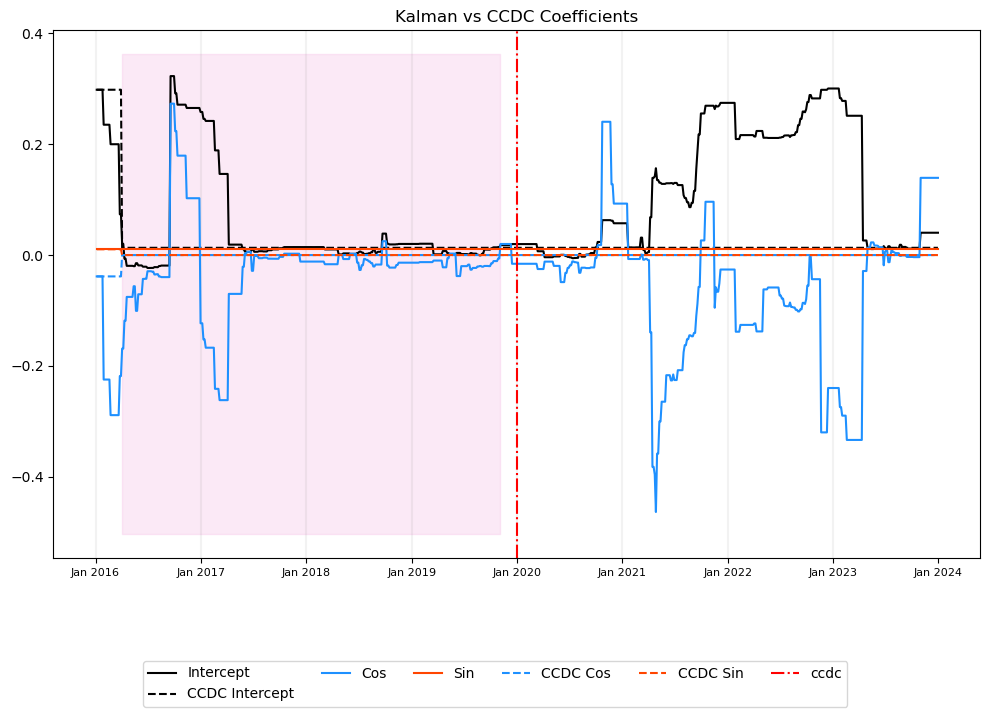 Kalman vs CCDC Coefficients
0.4
0.2
0.0
−0.2
−0.4
Jan 2016 Jan 2017 Jan 2018 Jan 2019 Jan 2020 Jan 2021 Jan 2022 Jan 2023 Jan 2024
Intercept Cos Sin CCDC Cos CCDC Sin ccdc
CCDC Intercept